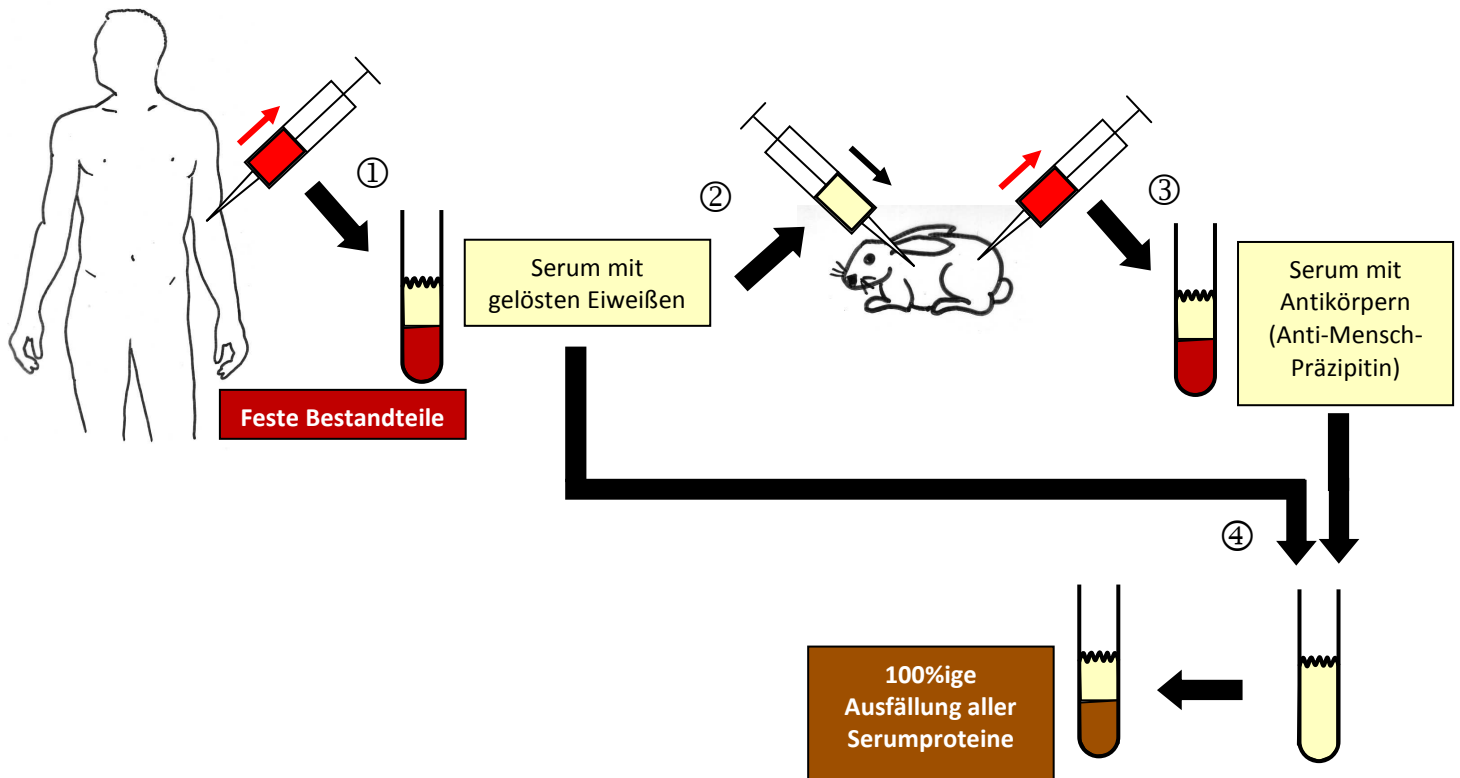 ①
②
③
Serum mit
gelösten Eiweißen
Serum mit
Antikörpern
(Anti-Mensch-
Präzipitin)
Feste Bestandteile
④
100%ige
Ausfällung aller
Serumproteine